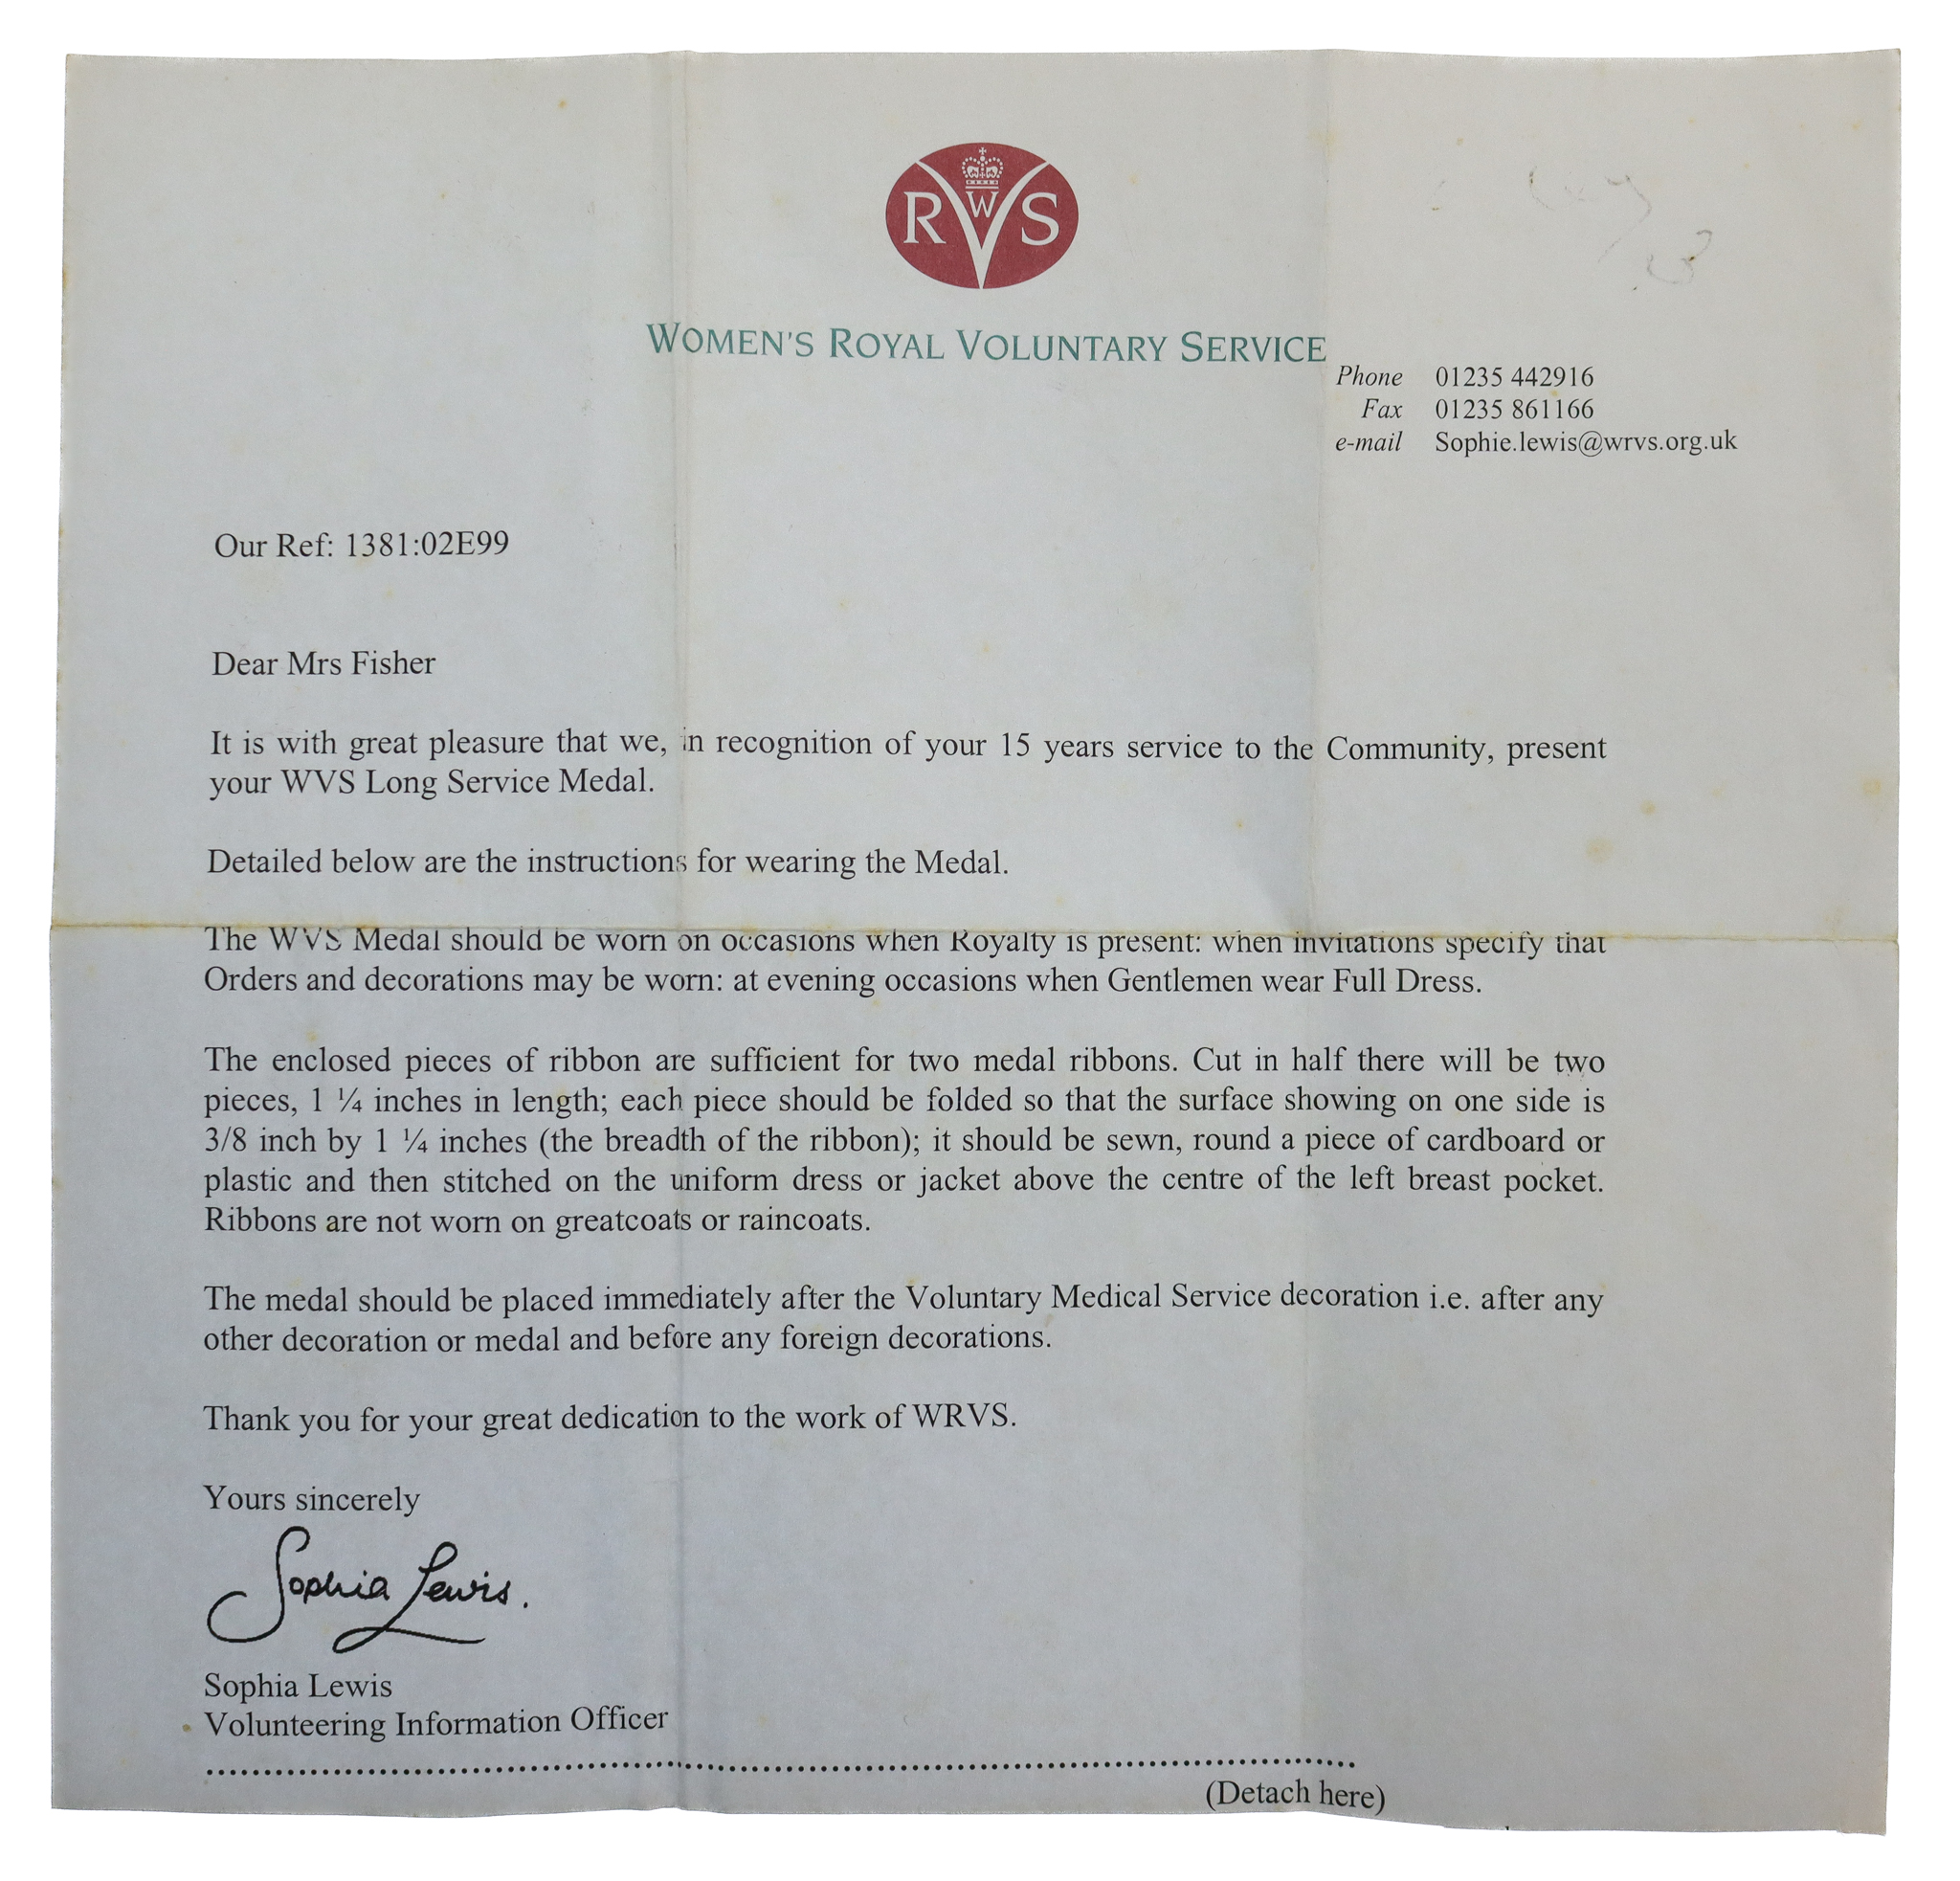 R W V S
WOMEN'S ROYAL VOLUNTARY SERVICE
Phone 01235 442916
Fax 01235 861166
e-mail Sophie.lewis@wrvs.org.uk
Our Ref: 1381:02E99
Dear Mrs Fisher
It is with great pleasure that we, in recognition of your 15 years service to the Community, present
your WVS Long Service Medal.
Detailed below are the instructions for wearing the Medal.
The WVS Medal should be worn on occasions when Royalty is present: when invitations specify that
Orders and decorations may be worn: at evening occasions when Gentlemen wear Full Dress.
The enclosed pieces of ribbon are sufficient for two medal ribbons. Cut in half there will be two
pieces, 1 ¼ inches in length; each piece should be folded so that the surface showing on one side is
3/8 inch by 1 ¼ inches (the breadth of the ribbon); it should be sewn, round a piece of cardboard or
plastic and then stitched on the uniform dress or jacket above the centre of the left breast pocket.
Ribbons are not worn on greatcoats or raincoats.
The medal should be placed immediately after the Voluntary Medical Service decoration i.e. after any
other decoration or medal and before any foreign decorations.
Thank you for your great dedication to the work of WRVS.
Yours sincerely
Sophia Lewis.
Sophia Lewis
Volunteering Information Officer
(Detach here)